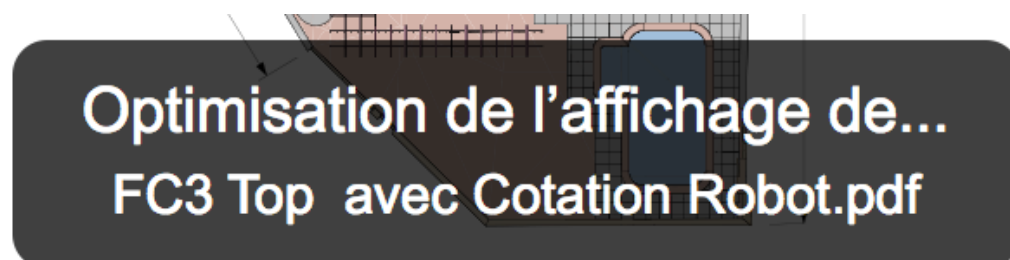 Optimisation de l’affichage de...
FC3 Top  avec Cotation Robot.pdf